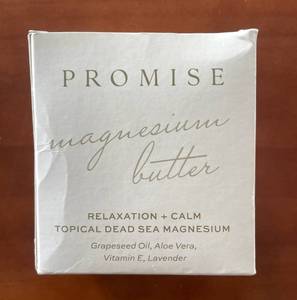 PROMISE
magnesium
butter
RELAXATION + CALM
TOPICAL DEAD SEA MAGNESIUM
Grapeseed Oil, Aloe Vera,
Vitamin E, Lavender